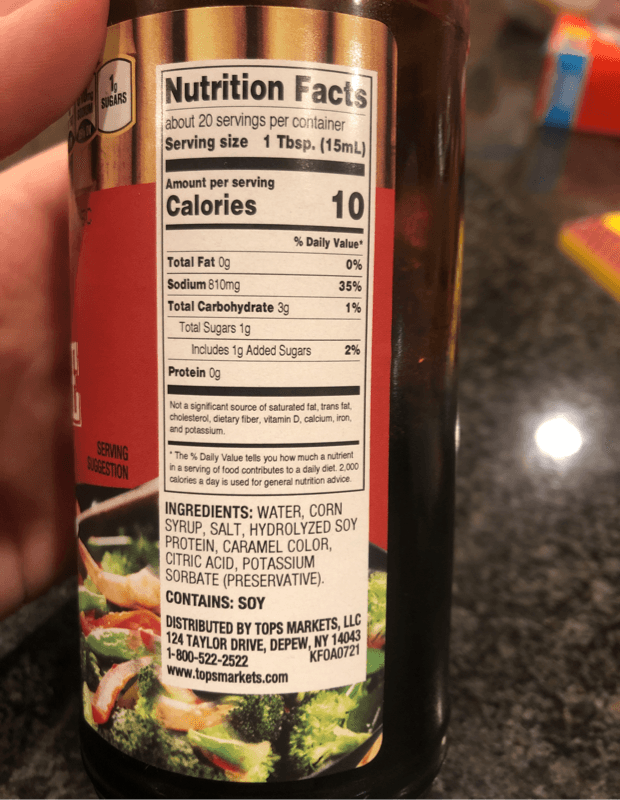 1g
SUGARS
Nutrition Facts
about 20 servings per container
Serving size 1 Tbsp. (15mL)
Amount per serving
Calories 10
% Daily Value*
Total Fat 0g 0%
Sodium 810mg 35%
Total Carbohydrate 3g 1%
Total Sugars 1g
Includes 1g Added Sugars 2%
Protein 0g
Not a significant source of saturated fat, trans fat,
cholesterol, dietary fiber, vitamin D, calcium, iron,
and potassium.
* The % Daily Value tells you how much a nutrient
in a serving of food contributes to a daily diet. 2,000
calories a day is used for general nutrition advice.
SERVING
SUGGESTION
INGREDIENTS: WATER, CORN
SYRUP, SALT, HYDROLYZED SOY
PROTEIN, CARAMEL COLOR,
CITRIC ACID, POTASSIUM
SORBATE (PRESERVATIVE).
CONTAINS: SOY
DISTRIBUTED BY TOPS MARKETS, LLC
124 TAYLOR DRIVE, DEPEW, NY 14043
1-800-522-2522 KFOA0721
www.topsmarkets.com